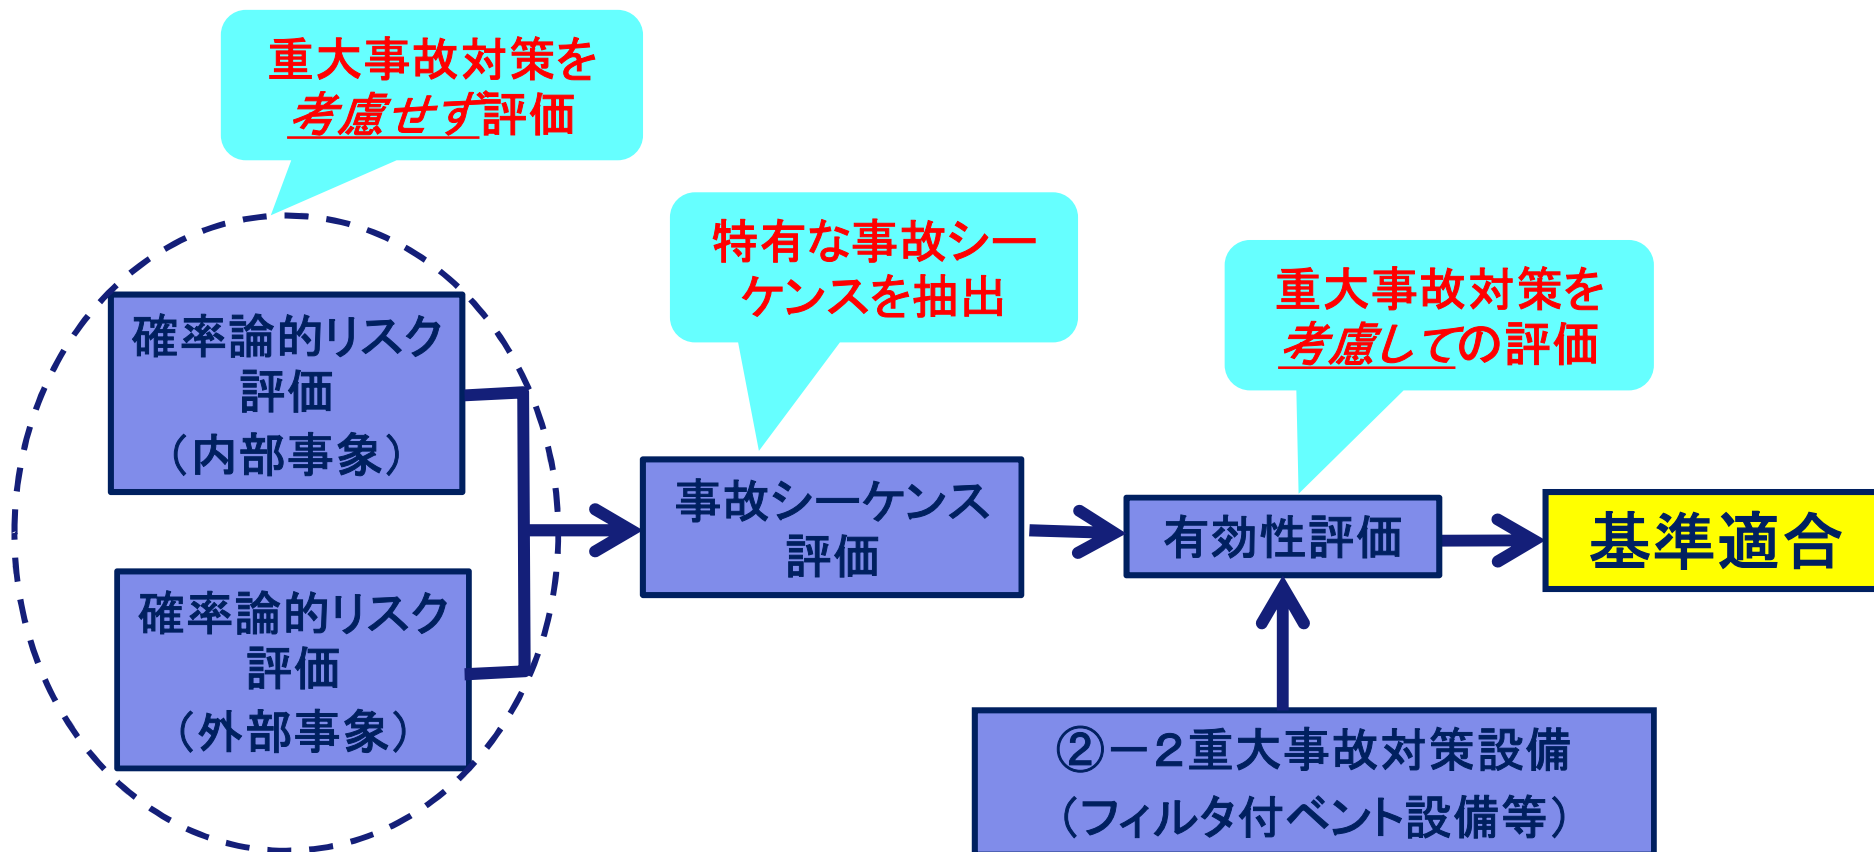 重大事故対策を
考慮せず評価
特有な事故シー
ケンスを抽出
重大事故対策を
考慮しての評価
確率論的リスク
評価
（内部事象）
事故シーケンス
評価
有効性評価
基準適合
確率論的リスク
評価
（外部事象）
②－２重大事故対策設備
（フィルタ付ベント設備等）